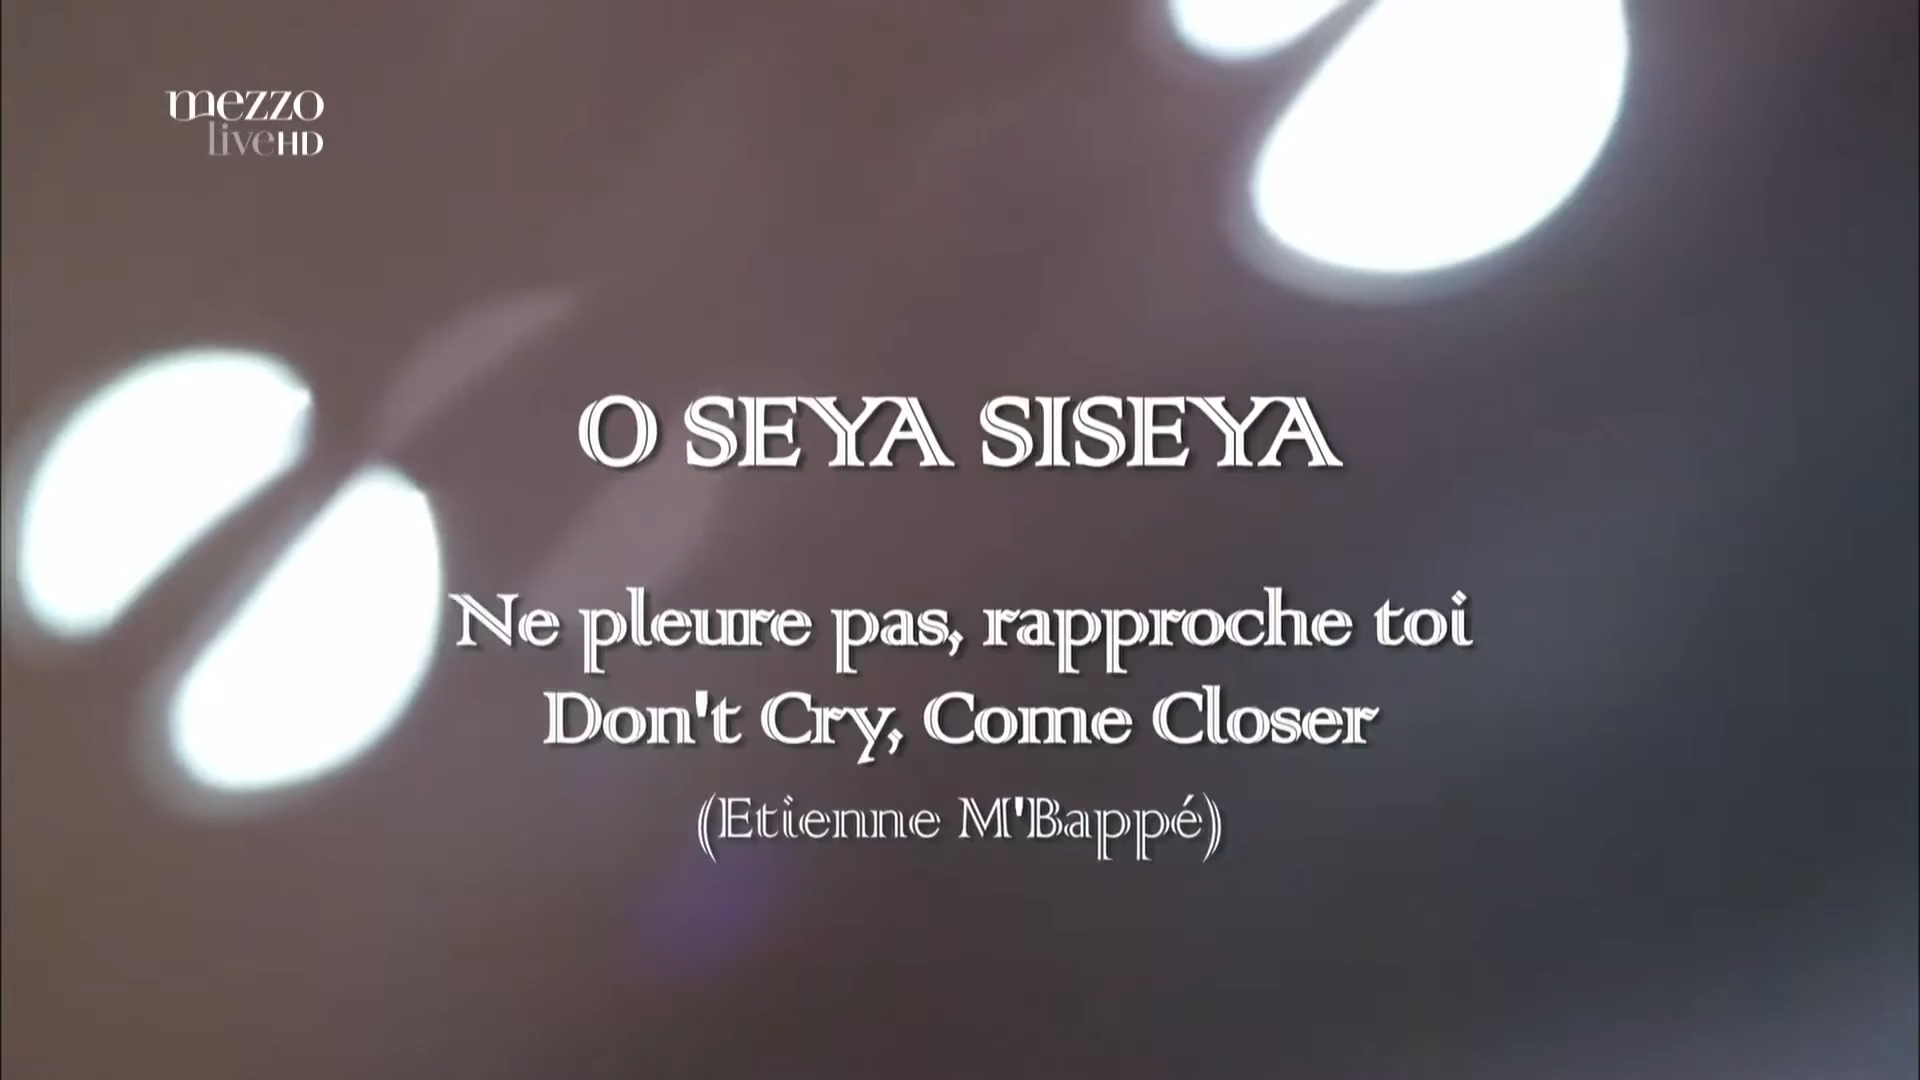 mezzo
liveHD
O SEYA SISEYA
Ne pleure pas, rapproche toi
Don't Cry, Come Closer
(Etienne M'Bappé)